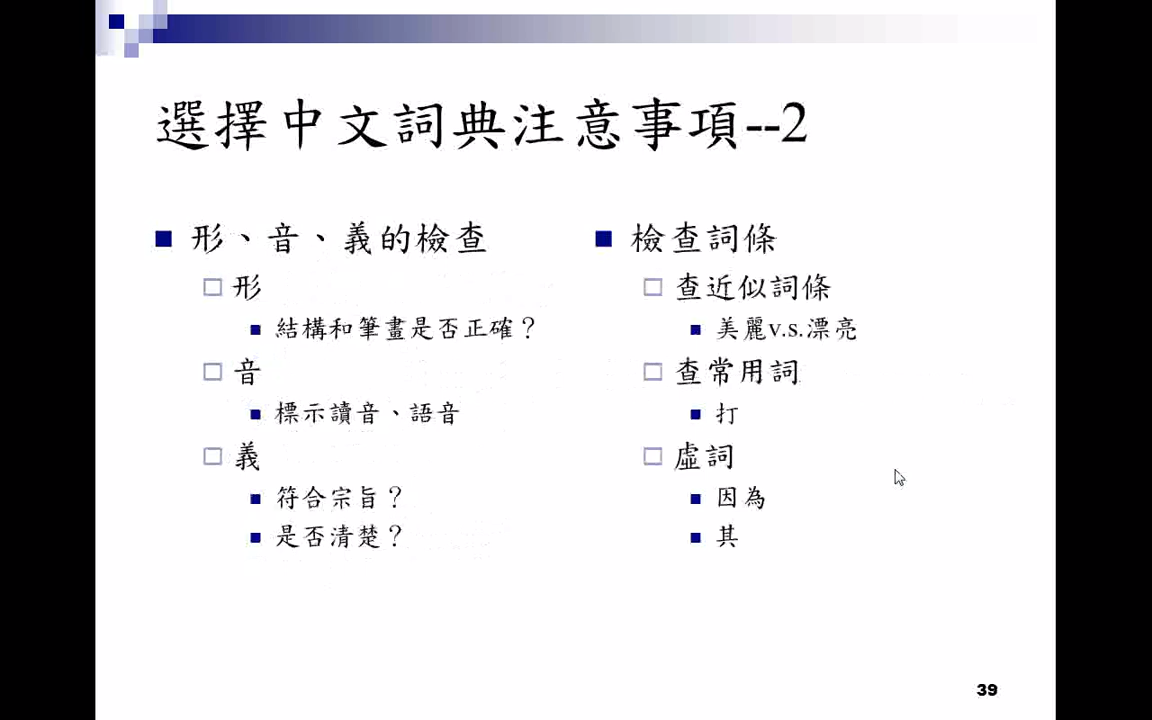 選擇中文詞典注意事項--2
形、音、義的檢查
形
結構和筆畫是否正確？
音
標示讀音、語音
義
符合宗旨？
是否清楚？
檢查詞條
查近似詞條
美麗v.s.漂亮
查常用詞
打
虛詞
因為
其
39